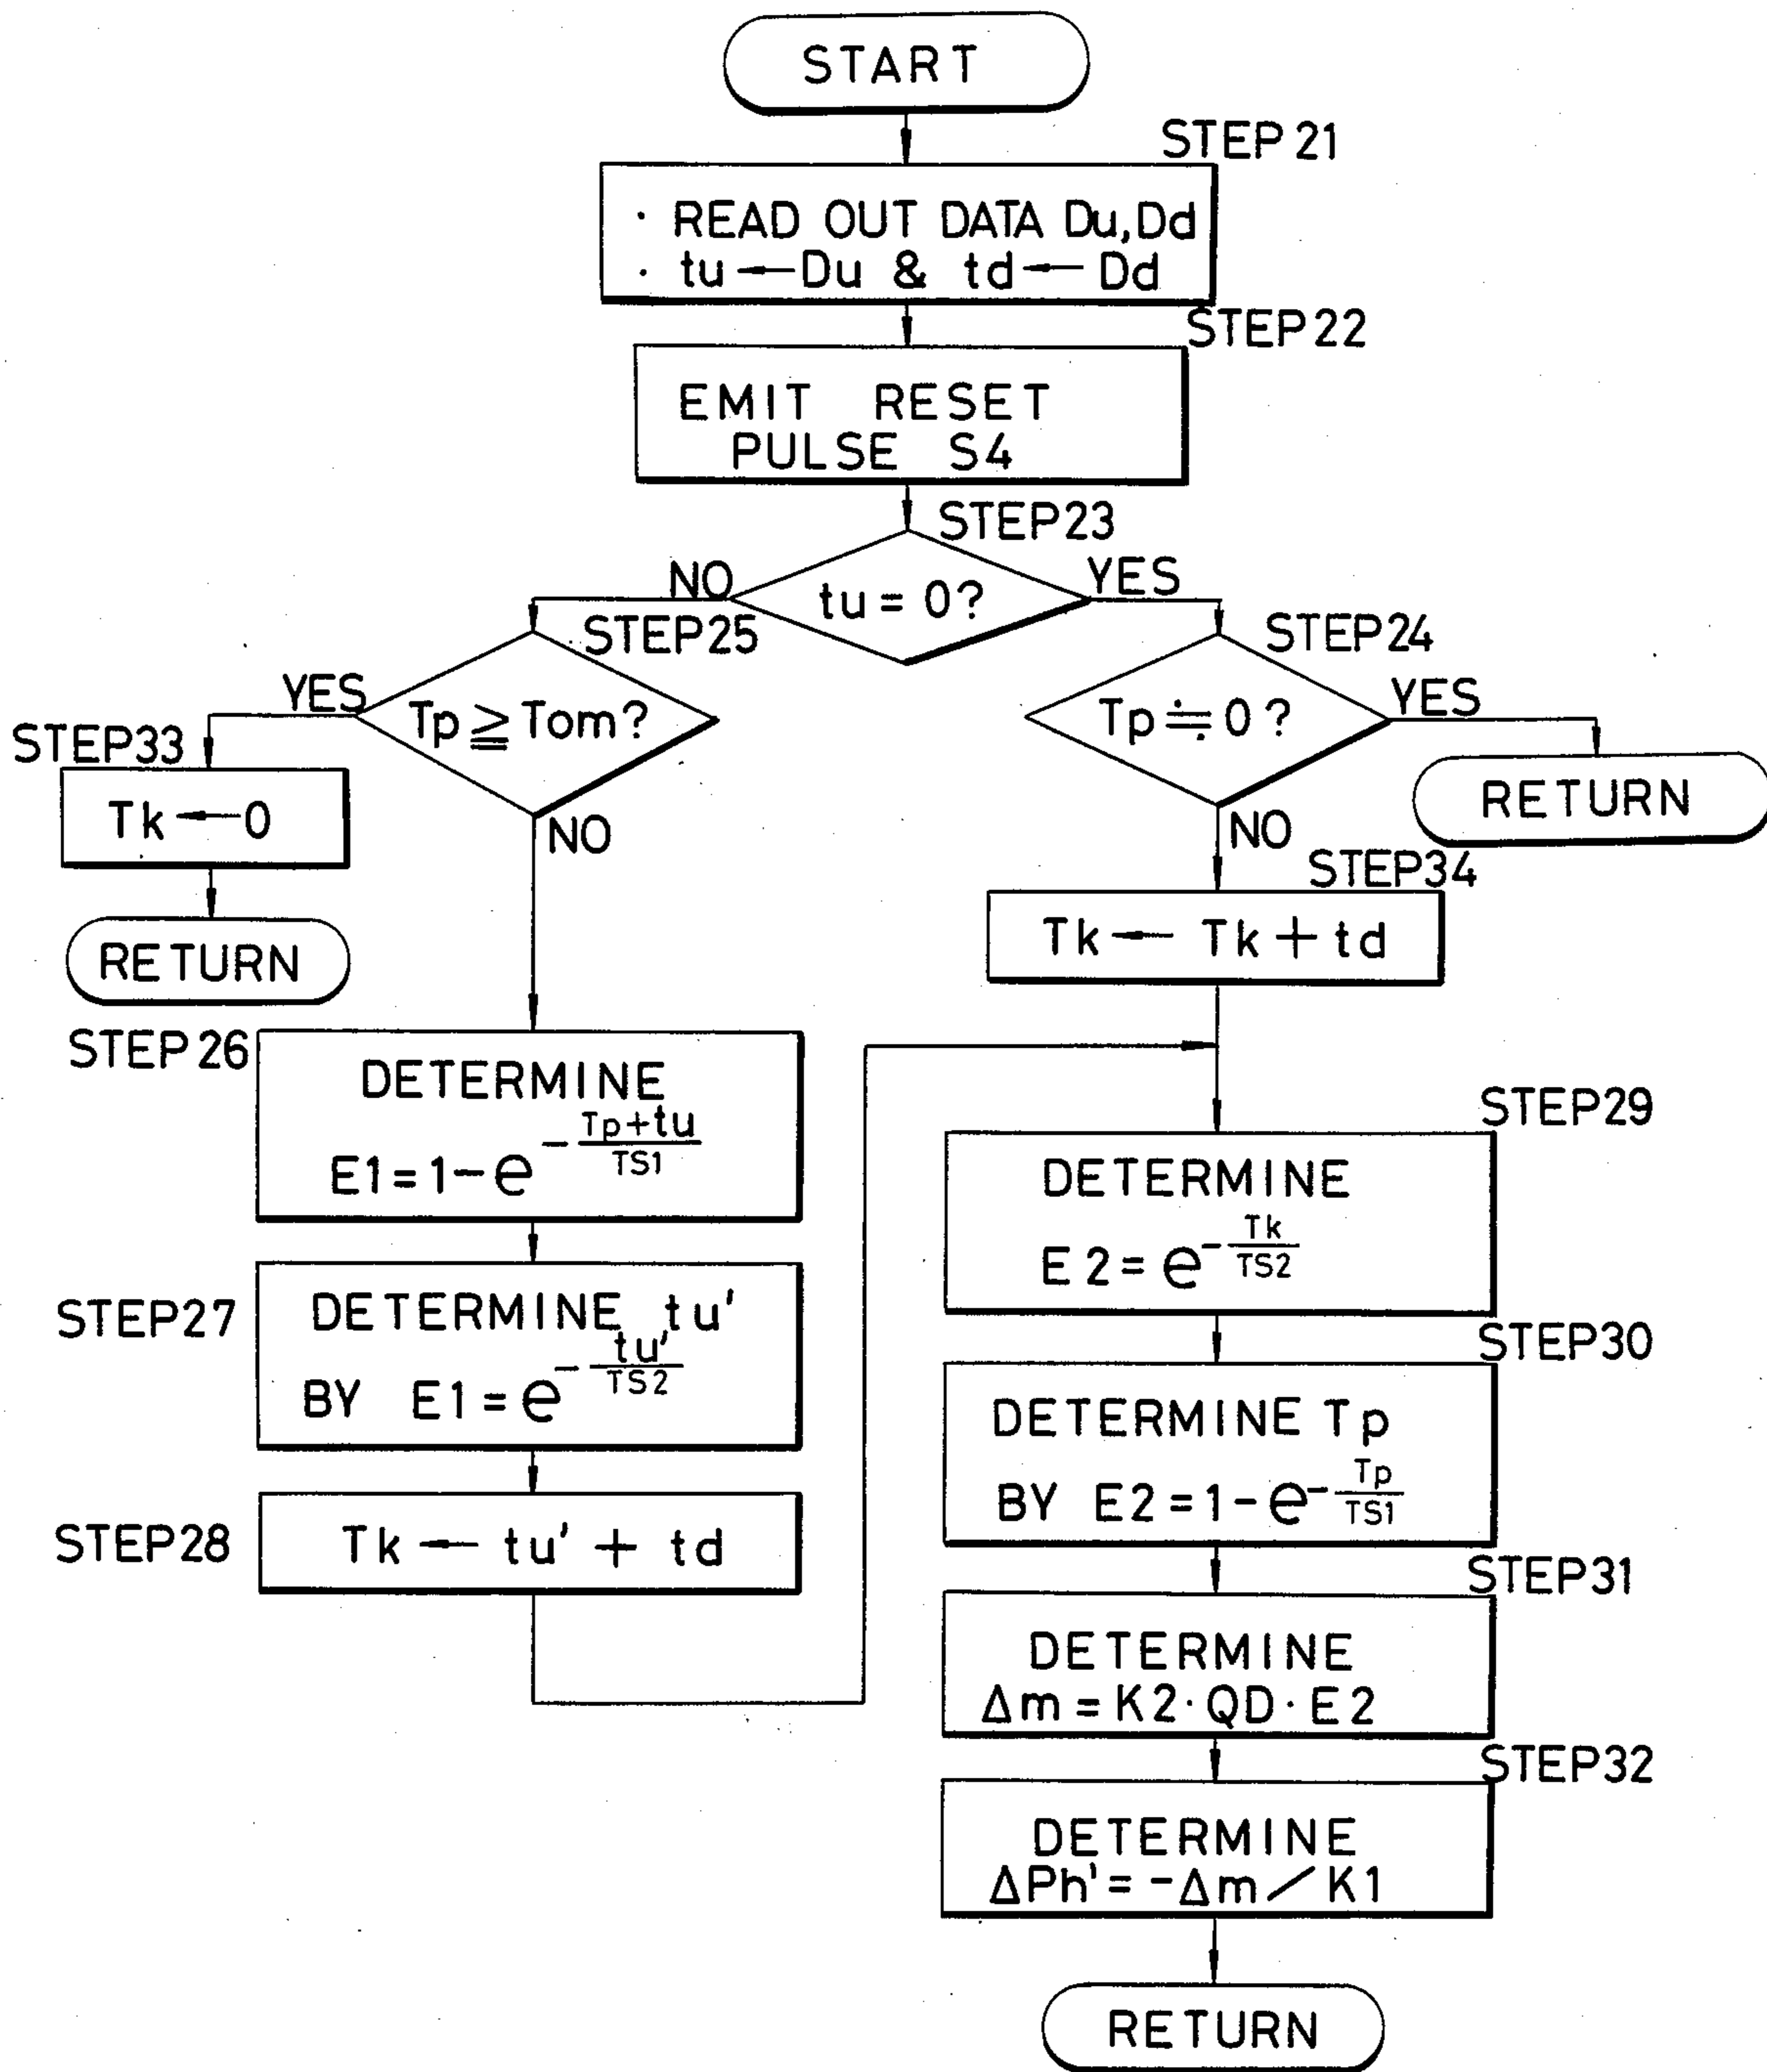 START
STEP 21
· READ OUT DATA Du, Dd
· tu ← Du & td ← Dd
STEP22
EMIT RESET
PULSE S4
STEP23
tu = 0?
NO
YES
STEP25
Tp ≧ Tom?
YES
NO
STEP24
Tp ≒ 0?
YES
NO
RETURN
STEP33
Tk ← 0
RETURN
STEP34
Tk ← Tk + td
STEP26
DETERMINE
E1 = 1 - e^-(Tp+tu)/TS1
STEP27
DETERMINE tu'
BY E1 = e^-tu'/TS2
STEP28
Tk ← tu' + td
STEP29
DETERMINE
E2 = e^-Tk/TS2
STEP30
DETERMINE Tp
BY E2 = 1 - e^-Tp/TS1
STEP31
DETERMINE
Δm = K2·QD·E2
STEP32
DETERMINE
ΔPh' = -Δm / K1
RETURN